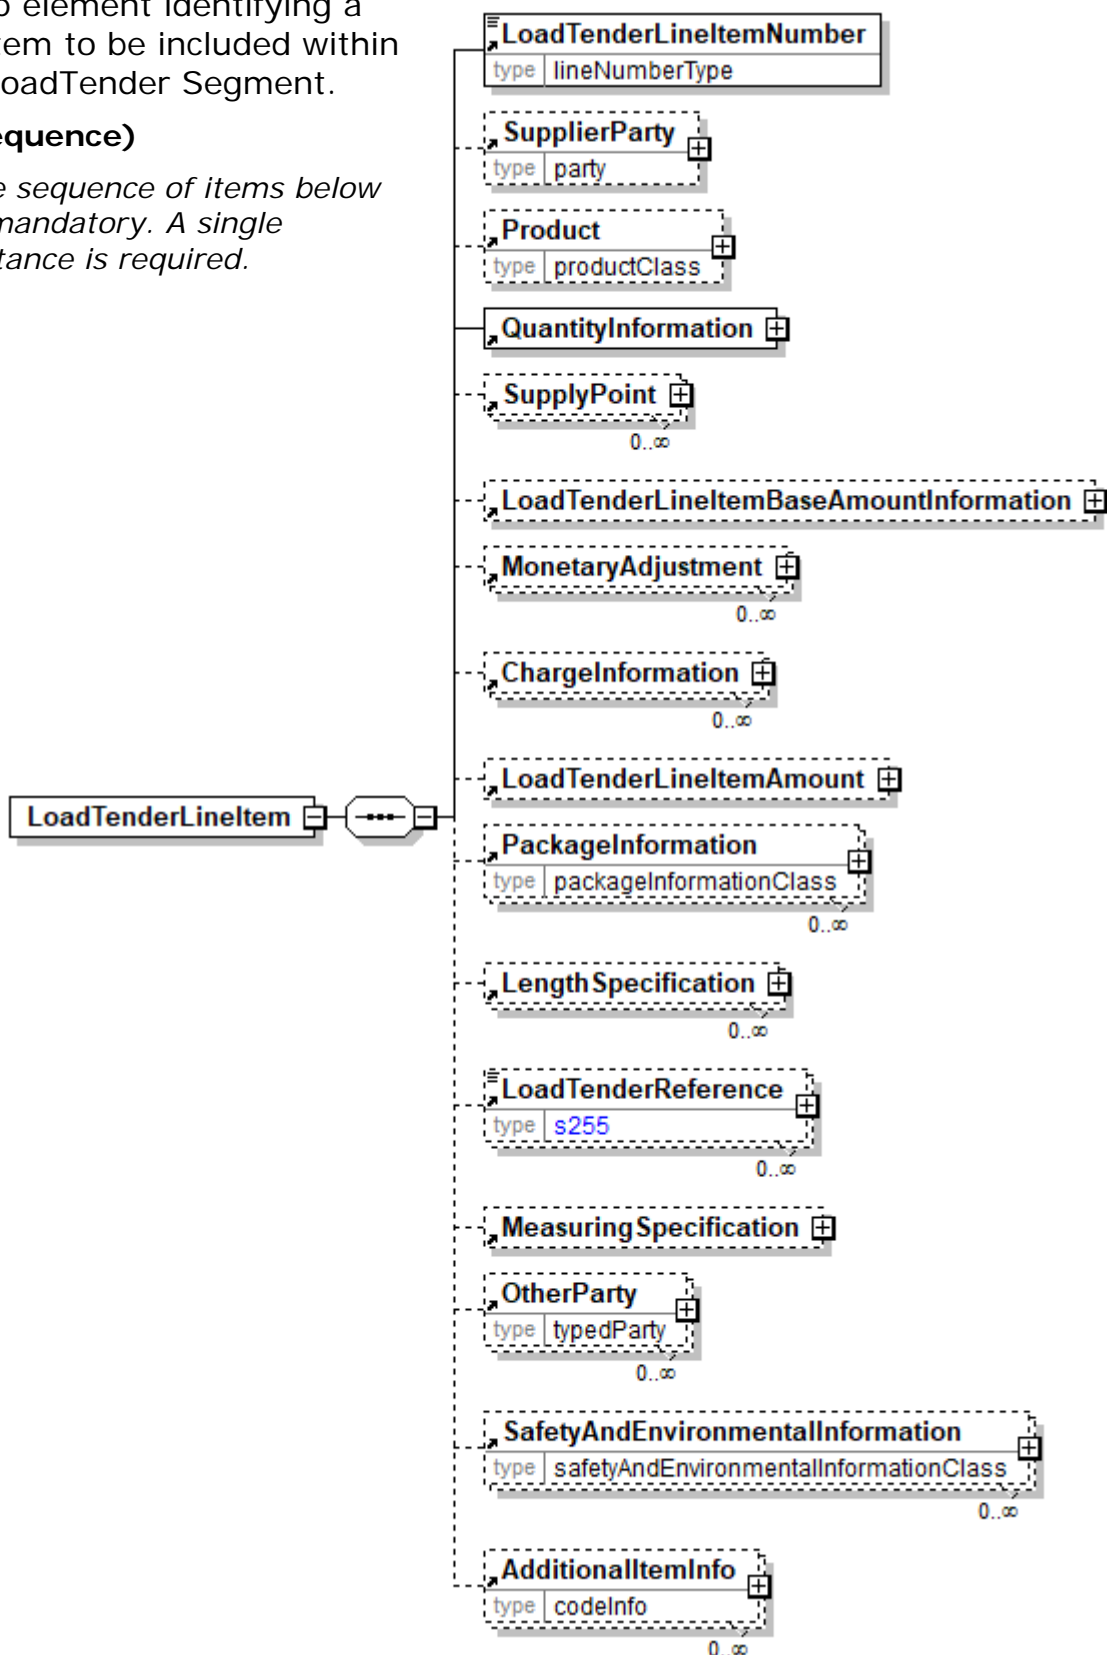 element identifying a
tem to be included within
oadTender Segment.
equence)
e sequence of items below
mandatory. A single
tance is required.
LoadTenderLineItemNumber
type lineNumberType
SupplierParty
type party
Product
type productClass
QuantityInformation
SupplyPoint
0..∞
LoadTenderLineItemBaseAmountInformation
MonetaryAdjustment
0..∞
ChargeInformation
0..∞
LoadTenderLineItemAmount
LoadTenderLineItem
PackageInformation
type packageInformationClass
0..∞
LengthSpecification
0..∞
LoadTenderReference
type s255
0..∞
MeasuringSpecification
OtherParty
type typedParty
0..∞
SafetyAndEnvironmentalInformation
type safetyAndEnvironmentalInformationClass
0..∞
AdditionalItemInfo
type codeInfo
0..∞